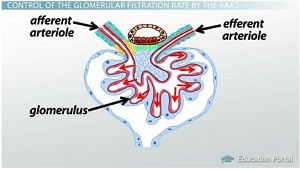 CONTROL OF THE GLOMERULAR FILTRATION RATE BY THE RAAS
afferent
arteriole
efferent
arteriole
glomerulus
Education Portal